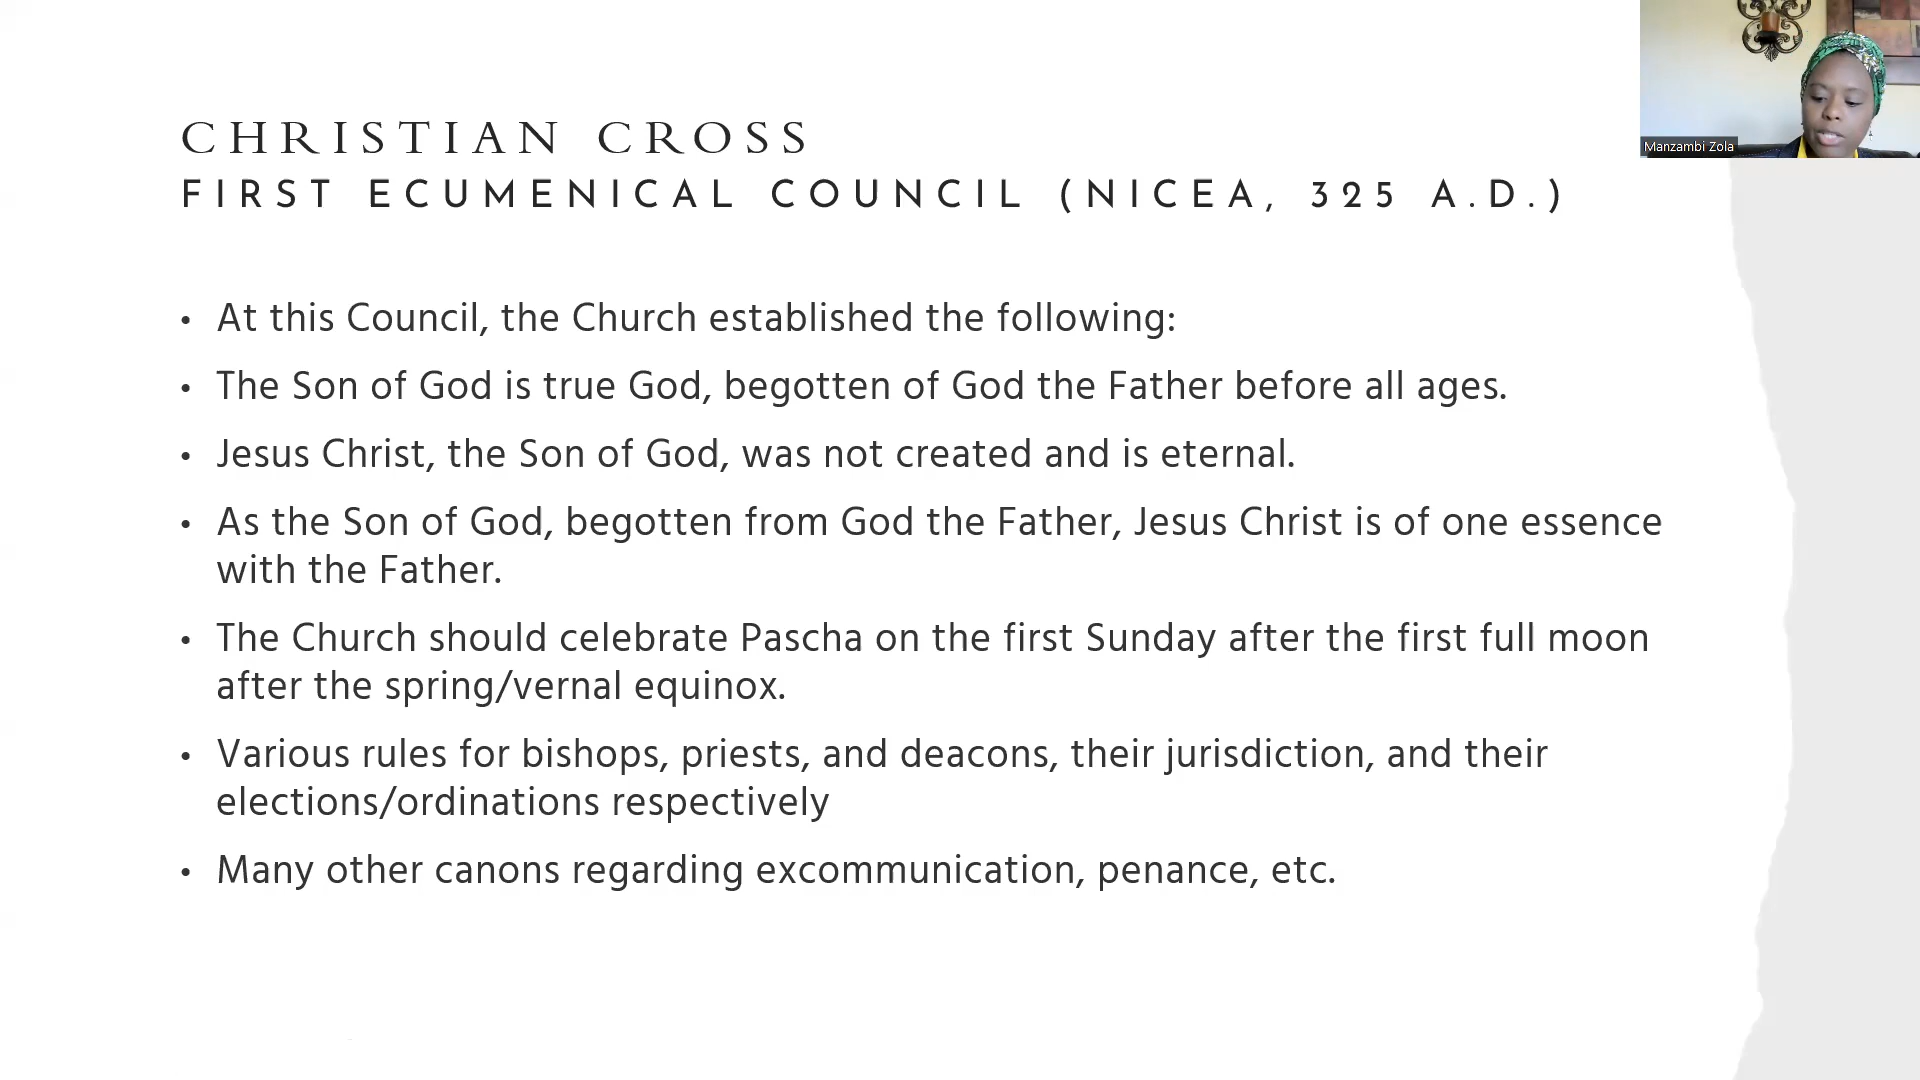 CHRISTIAN CROSS
FIRST ECUMENICAL COUNCIL (NICEA, 325 A.D.)
Manzambi Zola
• At this Council, the Church established the following:
• The Son of God is true God, begotten of God the Father before all ages.
• Jesus Christ, the Son of God, was not created and is eternal.
• As the Son of God, begotten from God the Father, Jesus Christ is of one essence
with the Father.
• The Church should celebrate Pascha on the first Sunday after the first full moon
after the spring/vernal equinox.
• Various rules for bishops, priests, and deacons, their jurisdiction, and their
elections/ordinations respectively
• Many other canons regarding excommunication, penance, etc.